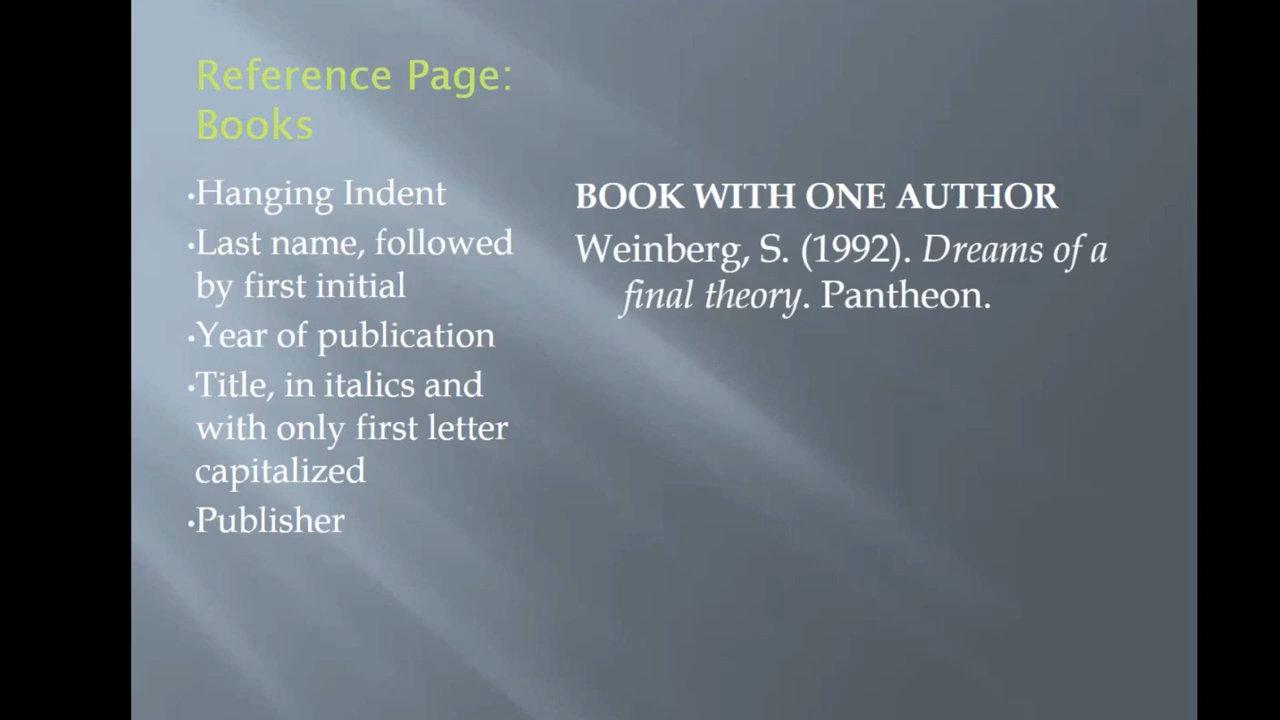 Reference Page:
Books
•Hanging Indent
•Last name, followed
by first initial
•Year of publication
•Title, in italics and
with only first letter
capitalized
•Publisher
BOOK WITH ONE AUTHOR
Weinberg, S. (1992). Dreams of a
final theory. Pantheon.